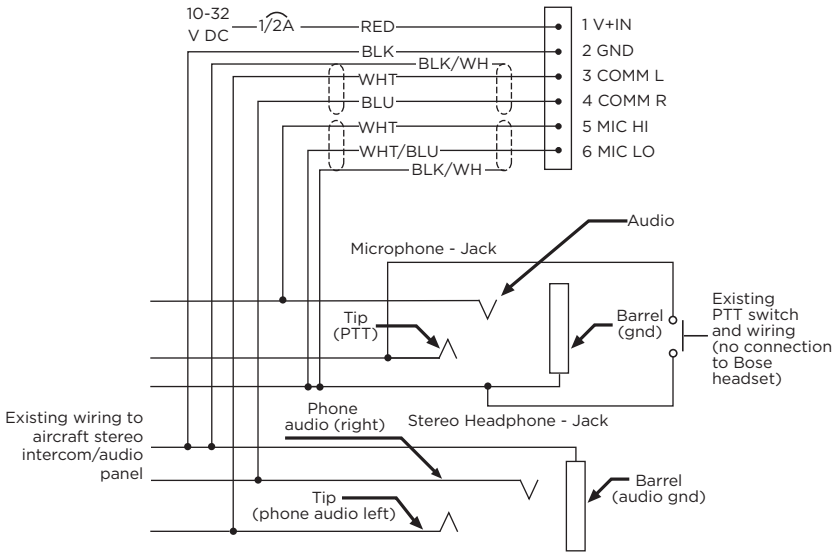 10-32
V DC
1/2A
RED
1 V+IN
BLK
2 GND
BLK/WH
WHT
3 COMM L
BLU
4 COMM R
WHT
5 MIC HI
WHT/BLU
6 MIC LO
BLK/WH
Audio
Microphone - Jack
Tip
(PTT)
Barrel
(gnd)
Existing
PTT switch
and wiring
(no connection
to Bose
headset)
Existing wiring to
aircraft stereo
intercom/audio
panel
Phone
audio (right)
Stereo Headphone - Jack
Tip
(phone audio left)
Barrel
(audio gnd)